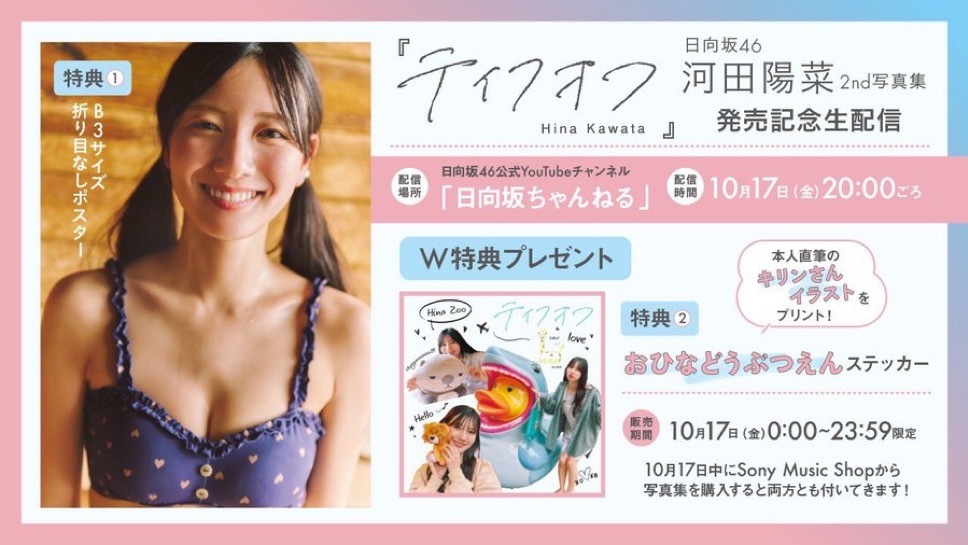 特典①
B3サイズ
折り目なしポスター
『テイクオフ』
Hina Kawata
日向坂46
河田陽菜 2nd写真集
発売記念生配信
配信場所
日向坂46公式YouTubeチャンネル
「日向坂ちゃんねる」
配信時間
10月17日(金)20:00ごろ
W特典プレゼント
Hina Zoo
テイクオフ
love
Hello
xoxo
本人直筆の
キリンさん
イラストを
プリント!
特典②
おひなどうぶつえんステッカー
販売期間
10月17日(金)0:00~23:59限定
10月17日中にSony Music Shopから
写真集を購入すると両方とも付いてきます!